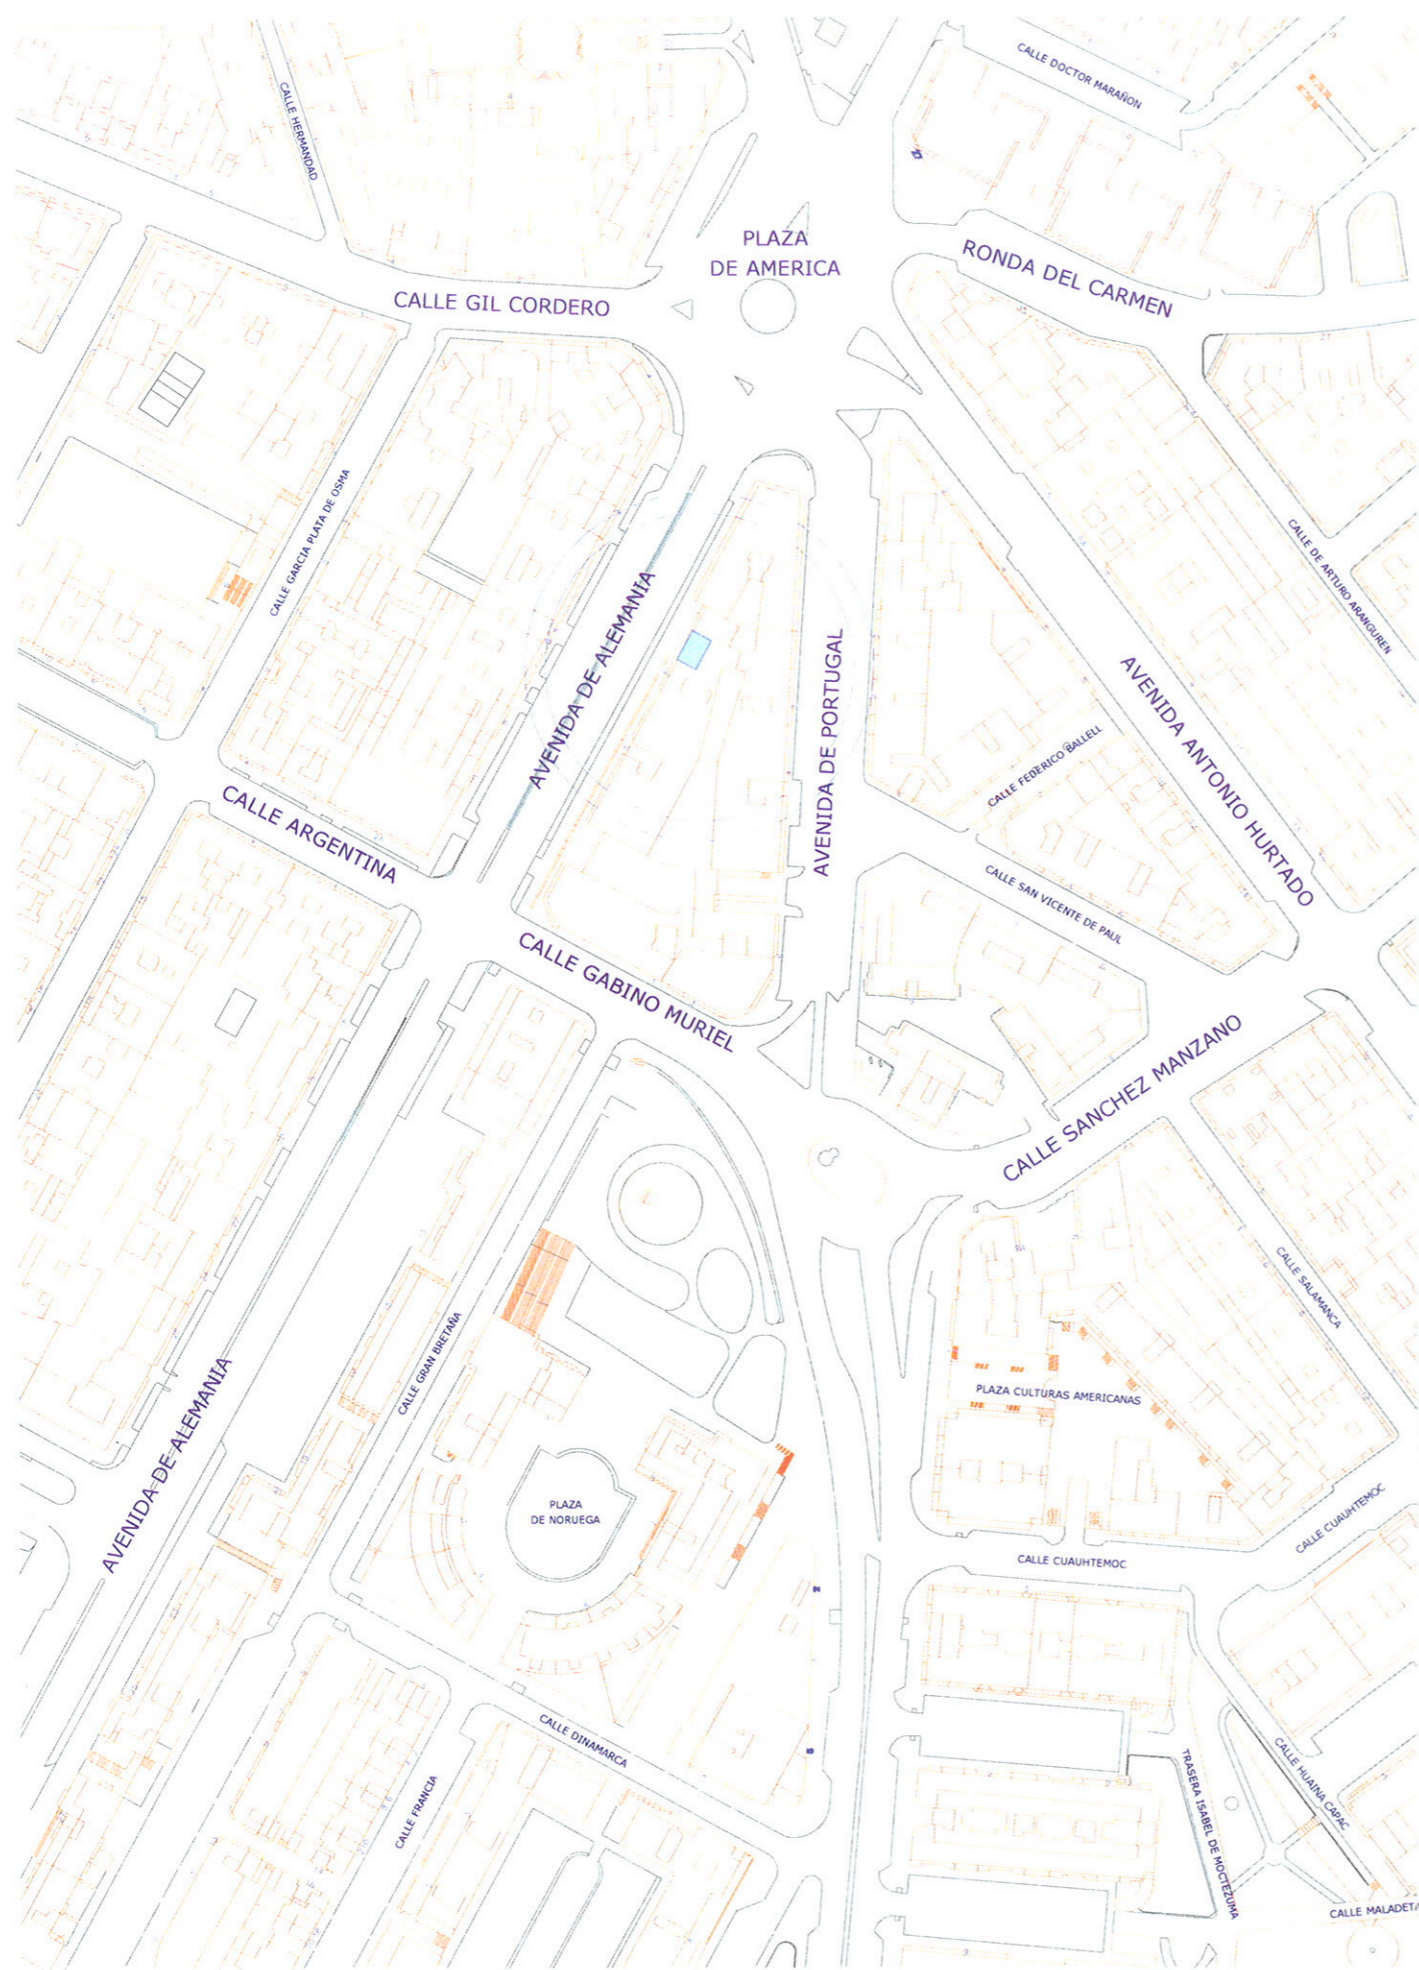 CALLE DOCTOR MARAÑON
CALLE HERMANDAD
PLAZA
DE AMERICA
RONDA DEL CARMEN
CALLE GIL CORDERO
CALLE GARCIA PLATA DE OSMA
CALLE DE ARTURO ARANGUREN
AVENIDA DE ALEMANIA
AVENIDA DE PORTUGAL
AVENIDA ANTONIO HURTADO
CALLE FEDERICO BALLELL
CALLE ARGENTINA
CALLE SAN VICENTE DE PAUL
CALLE GABINO MURIEL
CALLE SANCHEZ MANZANO
CALLE SALAMANCA
CALLE GRAN BRETAÑA
PLAZA CULTURAS AMERICANAS
AVENIDA DE ALEMANIA
PLAZA
DE NORUEGA
CALLE CUAUHTEMOC
CALLE CUAUHTEMOC
CALLE DINAMARCA
CALLE FRANCIA
TRASERA ISABEL DE MOCTEZUMA
CALLE HUAINA CAPAC
CALLE MALADETA